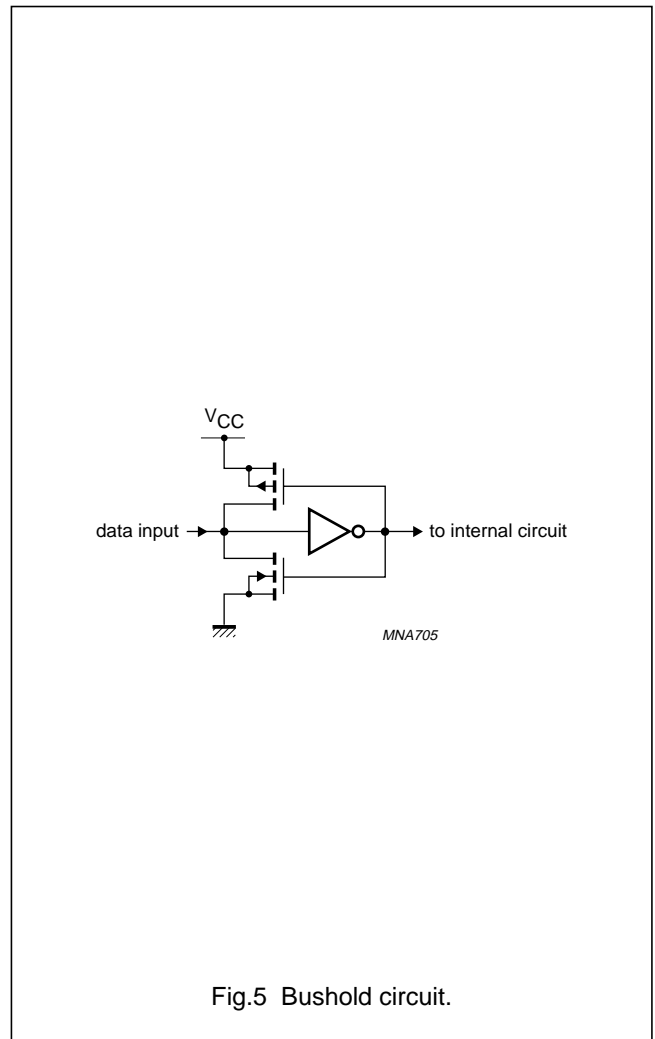 VCC
data input
to internal circuit
MNA705
Fig.5 Bushold circuit.